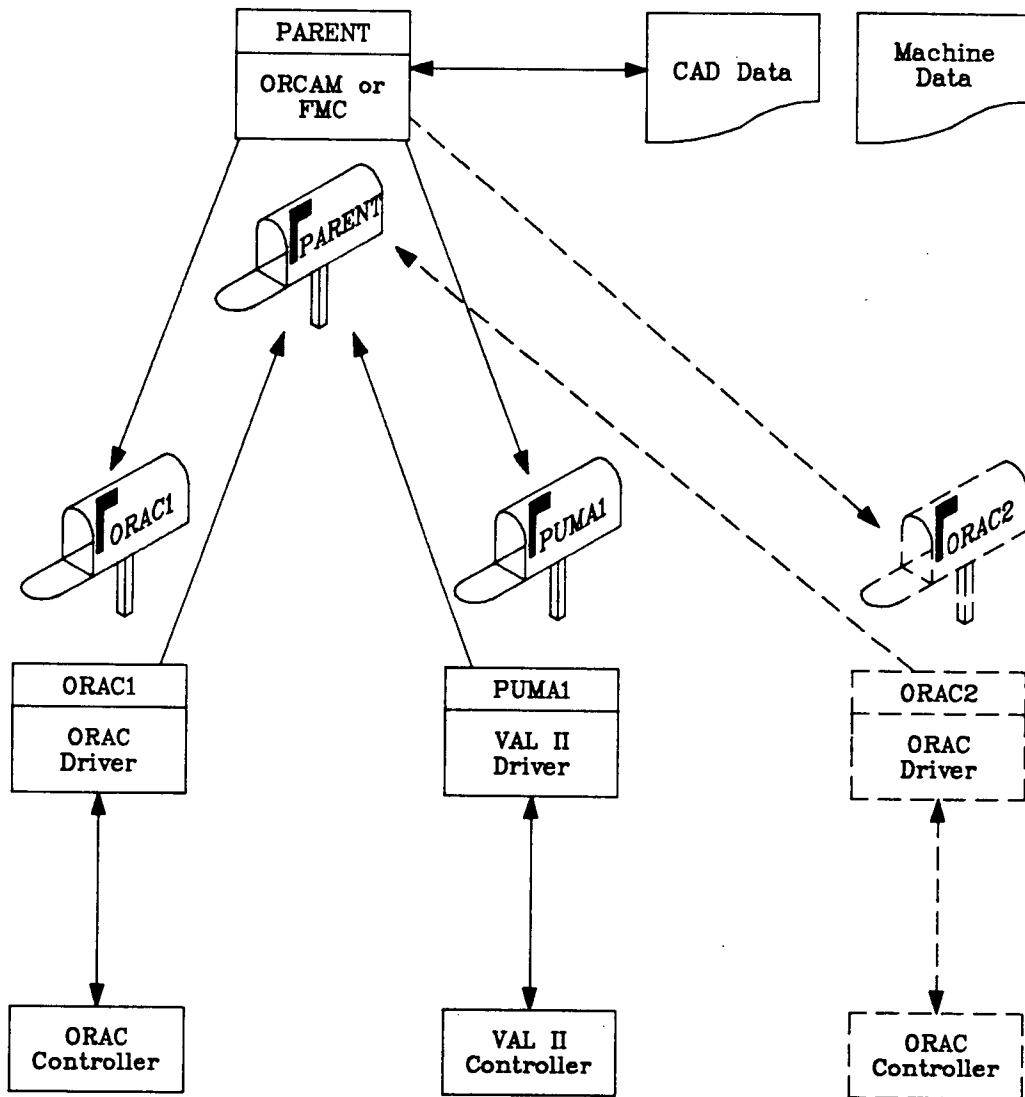 PARENT
ORCAM or
FMC
CAD Data
Machine
Data
PARENT
ORAC1
PUMA1
ORAC2
ORAC1
ORAC
Driver
PUMA1
VAL II
Driver
ORAC2
ORAC
Driver
ORAC
Controller
VAL II
Controller
ORAC
Controller